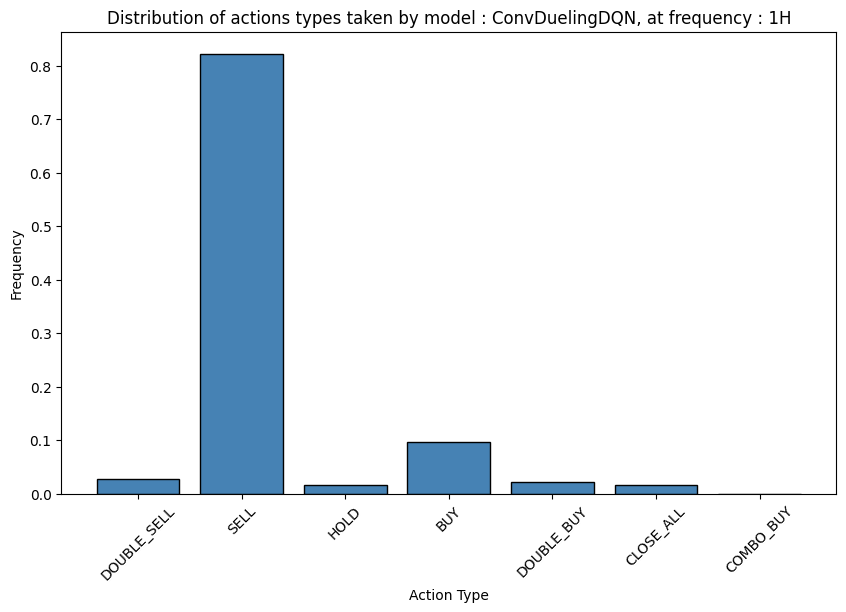 Distribution of actions types taken by model : ConvDuelingDQN, at frequency : 1H
Frequency
0.8
0.7
0.6
0.5
0.4
0.3
0.2
0.1
0.0
DOUBLE_SELL
SELL
HOLD
BUY
DOUBLE_BUY
CLOSE_ALL
COMBO_BUY
Action Type